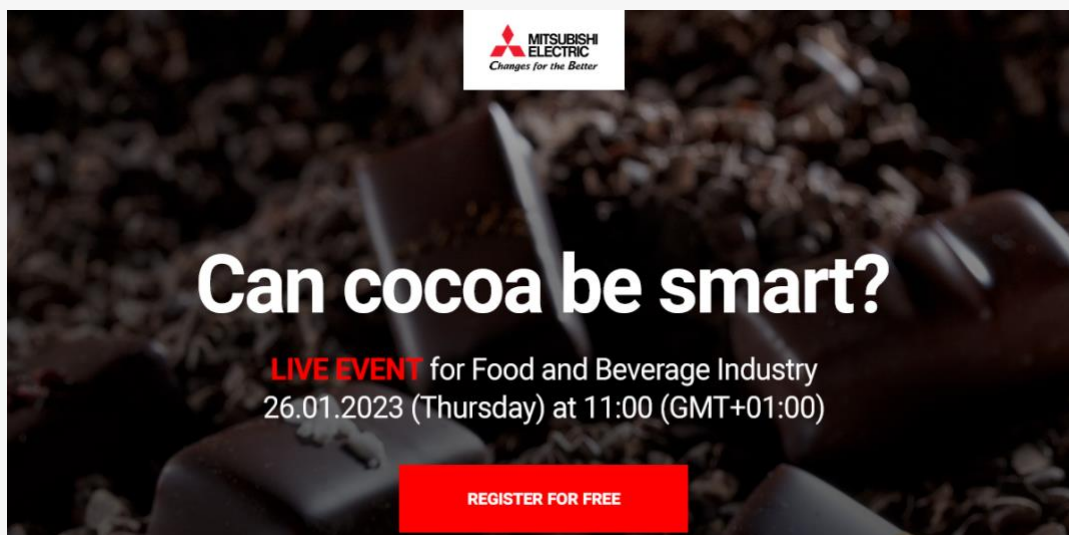 MITSUBISHI
ELECTRIC
Changes for the Better
Can cocoa be smart?
LIVE EVENT for Food and Beverage Industry
26.01.2023 (Thursday) at 11:00 (GMT+01:00)
REGISTER FOR FREE